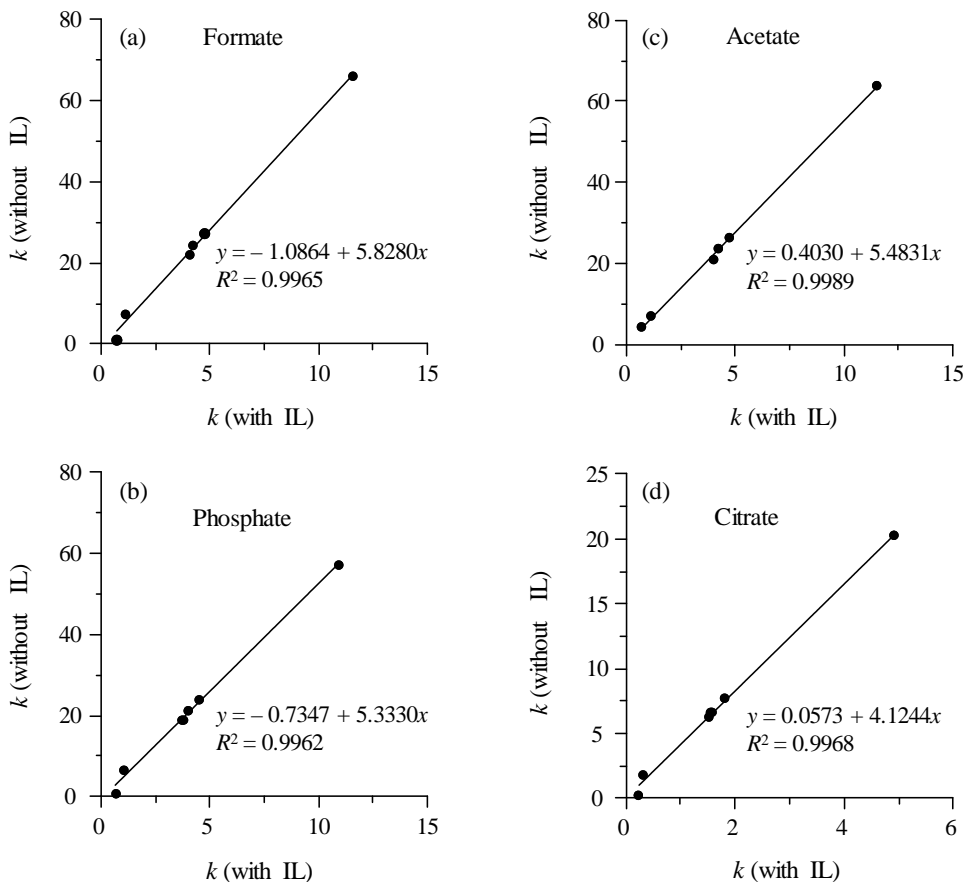 (a) Formate
k (without IL)
80
60
40
20
0
y = – 1.0864 + 5.8280x
R² = 0.9965
0 5 10 15
k (with IL)
(c) Acetate
k (without IL)
80
60
40
20
0
y = 0.4030 + 5.4831x
R² = 0.9989
0 5 10 15
k (with IL)
(b)
Phosphate
k (without IL)
80
60
40
20
0
y = – 0.7347 + 5.3330x
R² = 0.9962
0 5 10 15
k (with IL)
(d)
Citrate
k (without IL)
25
20
15
10
5
0
y = 0.0573 + 4.1244x
R² = 0.9968
0 2 4 6
k (with IL)